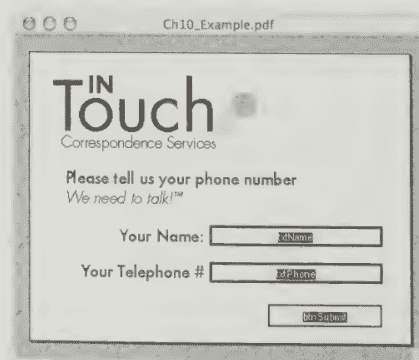 Ch10_Example.pdf
IN
Touch
Correspondence Services
Please tell us your phone number
We need to talk!™
Your Name: txtName
Your Telephone # txtPhone
btnSubmit